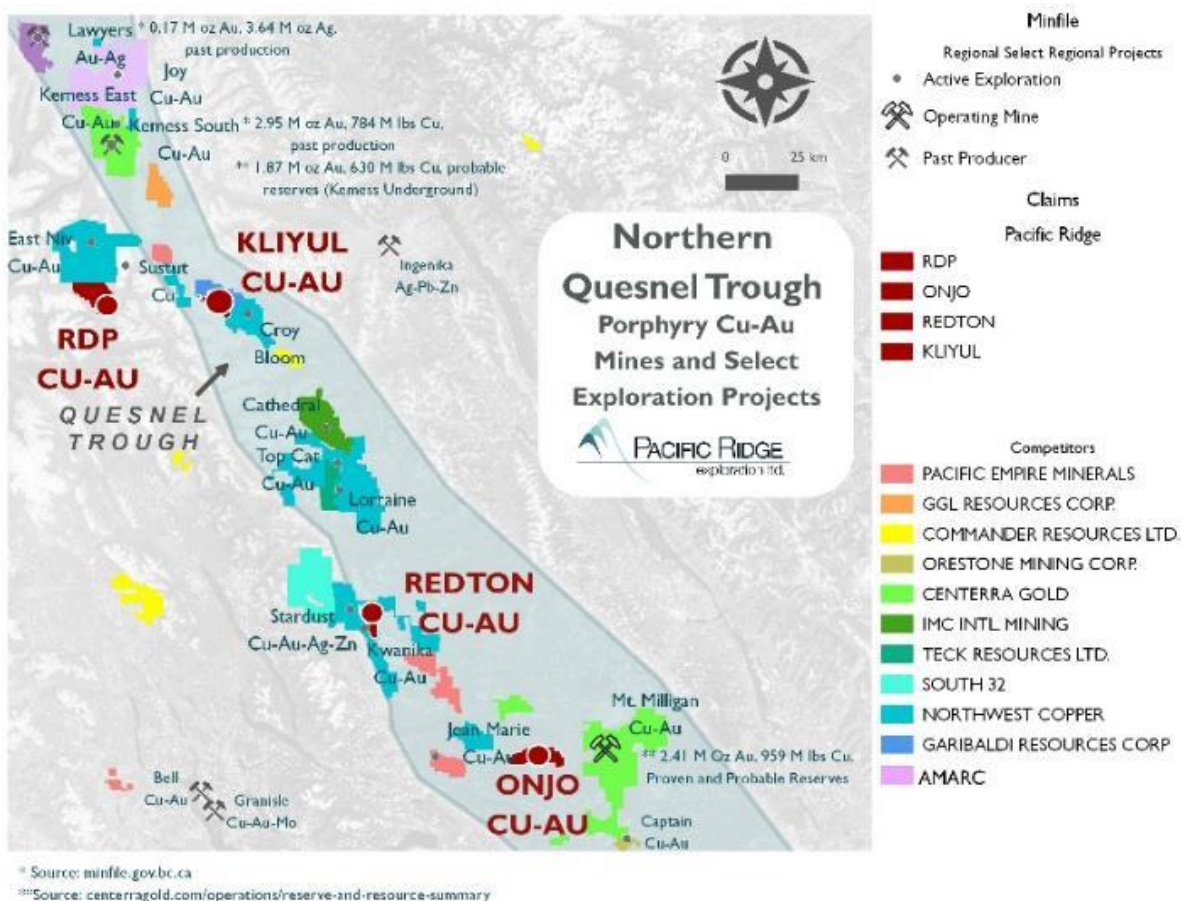 Lawyers * 0.17 M oz Au, 3.64 M oz Ag,
Au-Ag past production
Joy
Cu-Au
Kemess East
Cu-Au
Kemess South * 2.95 M oz Au, 784 M lbs Cu,
Cu-Au past production
** 1.87 M oz Au, 630 M lbs Cu, probable
reserves (Kemess Underground)
0 25 km
East Niv
Cu-Au
Sustut
Cu
KLIYUL
CU-AU
Ingenika
Ag-Pb-Zn
RDP
CU-AU
Croy
Bloom
QUESNEL
TROUGH
Cathedral
Cu-Au
Top Cat
Cu-Au
Lorraine
Cu-Au
Northern
Quesnel Trough
Porphyry Cu-Au
Mines and Select
Exploration Projects
PACIFIC RIDGE
exploration ltd.
REDTON
CU-AU
Stardust
Cu-Au-Ag-Zn
Kwanika
Cu-Au
Mt. Milligan
Cu-Au
** 2.41 M Oz Au, 959 M lbs Cu,
Proven and Probable Reserves
Jean Marie
Cu-Au
ONJO
CU-AU
Bell
Cu-Au
Granisle
Cu-Au-Mo
Captain
Cu-Au
Minfile
Regional Select Regional Projects
Active Exploration
Operating Mine
Past Producer
Claims
Pacific Ridge
RDP
ONJO
REDTON
KLIYUL
Competitors
PACIFIC EMPIRE MINERALS
GGL RESOURCES CORP.
COMMANDER RESOURCES LTD.
ORESTONE MINING CORP.
CENTERRA GOLD
IMC INTL. MINING
TECK RESOURCES LTD.
SOUTH 32
NORTHWEST COPPER
GARIBALDI RESOURCES CORP
AMARC
* Source: minfile.gov.bc.ca
**Source: centerragold.com/operations/reserve-and-resource-summary